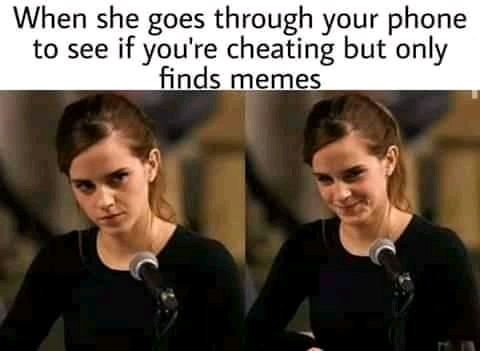 When she goes through your phone
to see if you're cheating but only
finds memes